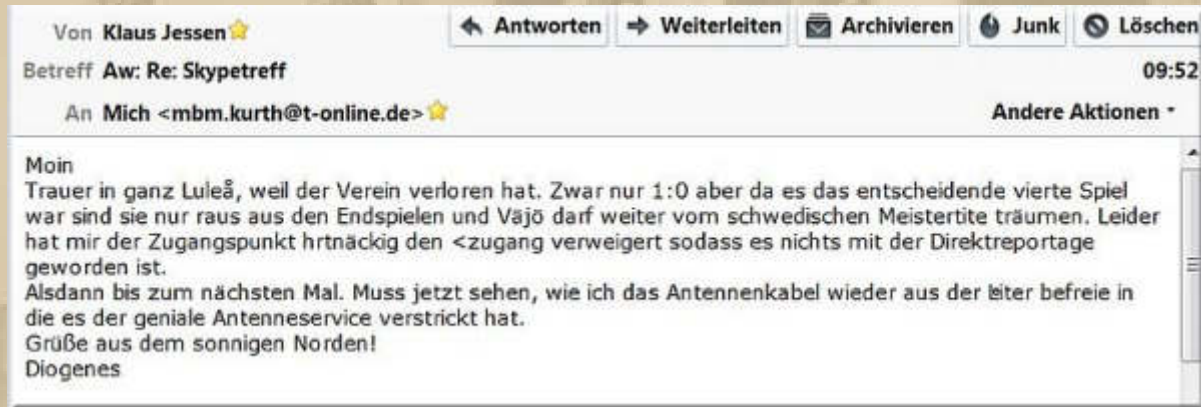 Von Klaus Jessen Antworten Weiterleiten Archivieren Junk Löschen
Betreff Aw: Re: Skypetreff 09:52
An Mich <mbm.kurth@t-online.de> Andere Aktionen
Moin
Trauer in ganz Luleå, weil der Verein verloren hat. Zwar nur 1:0 aber da es das entscheidende vierte Spiel
war sind sie nur raus aus den Endspielen und Väjö darf weiter vom schwedischen Meistertite träumen. Leider
hat mir der Zugangspunkt hrtnäckig den <zugang verweigert sodass es nichts mit der Direktreportage
geworden ist.
Alsdann bis zum nächsten Mal. Muss jetzt sehen, wie ich das Antennenkabel wieder aus der leiter befreie in
die es der geniale Antenneservice verstrickt hat.
Grüße aus dem sonnigen Norden!
Diogenes